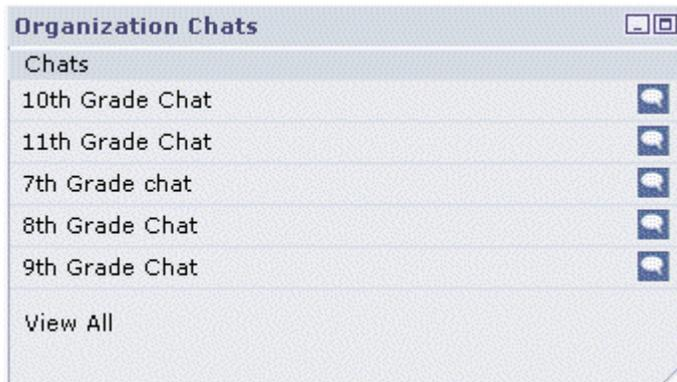 Organization Chats
Chats
10th Grade Chat
11th Grade Chat
7th Grade chat
8th Grade Chat
9th Grade Chat
View All